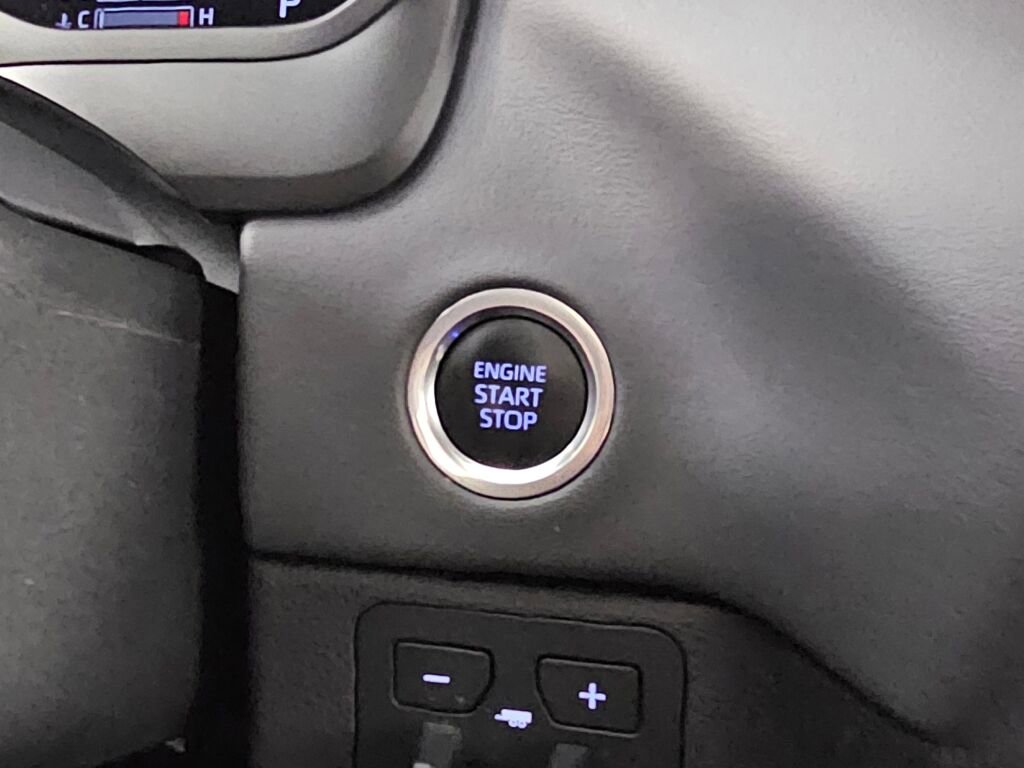 C H P
ENGINE
START
STOP
- +